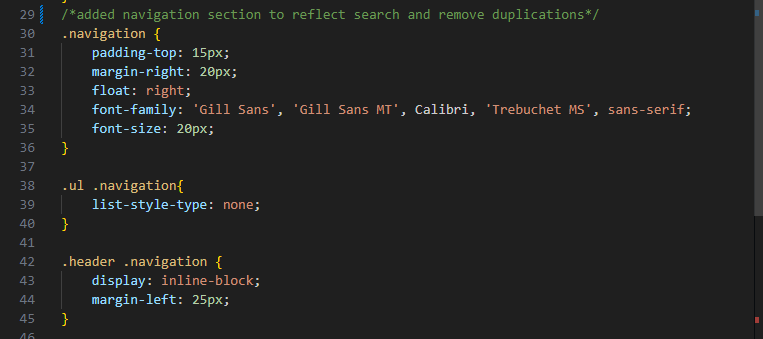 29 /*added navigation section to reflect search and remove duplications*/
30 .navigation {
31 padding-top: 15px;
32 margin-right: 20px;
33 float: right;
34 font-family: 'Gill Sans', 'Gill Sans MT', Calibri, 'Trebuchet MS', sans-serif;
35 font-size: 20px;
36 }
37
38 .ul .navigation{
39 list-style-type: none;
40 }
41
42 .header .navigation {
43 display: inline-block;
44 margin-left: 25px;
45 }
46